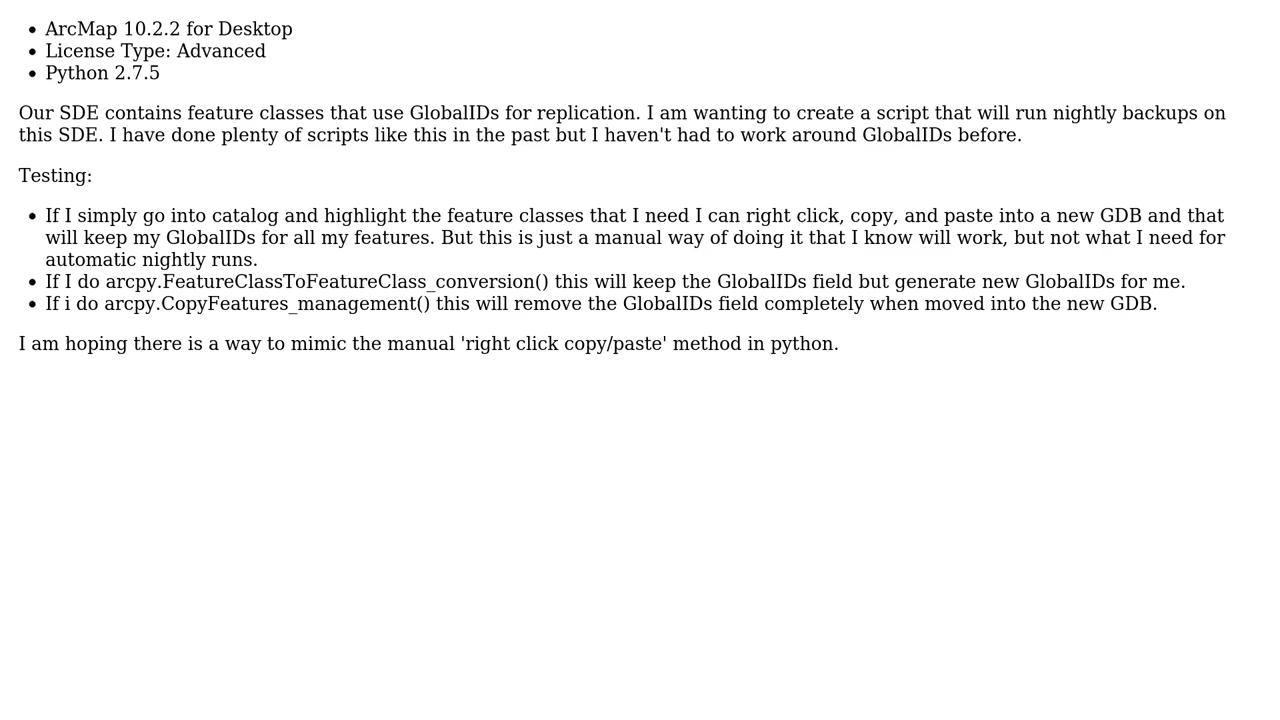 • ArcMap 10.2.2 for Desktop
• License Type: Advanced
• Python 2.7.5
Our SDE contains feature classes that use GlobalIDs for replication. I am wanting to create a script that will run nightly backups on
this SDE. I have done plenty of scripts like this in the past but I haven't had to work around GlobalIDs before.
Testing:
• If I simply go into catalog and highlight the feature classes that I need I can right click, copy, and paste into a new GDB and that
will keep my GlobalIDs for all my features. But this is just a manual way of doing it that I know will work, but not what I need for
automatic nightly runs.
• If I do arcpy.FeatureClassToFeatureClass_conversion() this will keep the GlobalIDs field but generate new GlobalIDs for me.
• If i do arcpy.CopyFeatures_management() this will remove the GlobalIDs field completely when moved into the new GDB.
I am hoping there is a way to mimic the manual 'right click copy/paste' method in python.